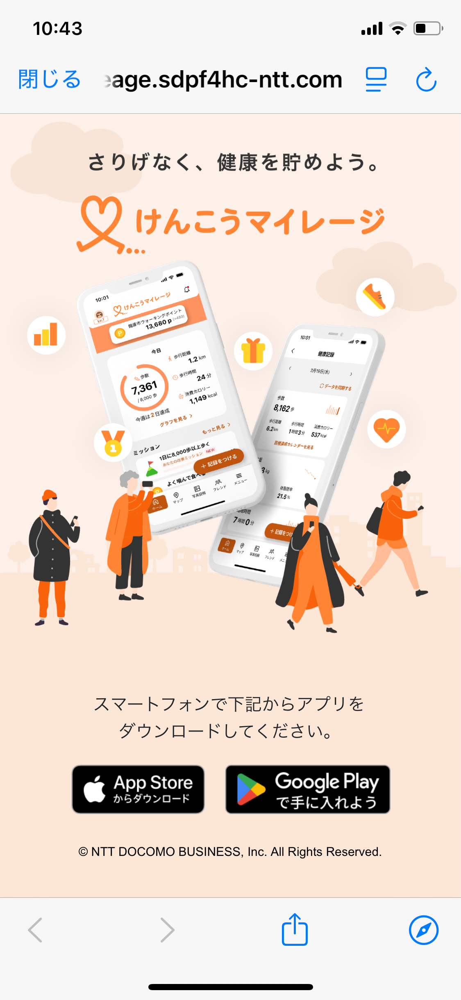 10:43
閉じる
eage.sdpf4hc-ntt.com
さりげなく、健康を貯めよう。
けんこうマイレージ
10:01
けんこうマイレージ
Lv.1
健康市ウォーキングポイント
13,680 p (+450)
今日
歩数
7,361
/ 8,000 歩
今週は2日達成
歩行距離
1.2 km
歩行時間
24 分
消費カロリー
1,149 kcal
グラフを見る
もっと見る
ミッション
1日に8,000歩以上歩く
あなたの改善ミッション NEW
よく噛んで食べる
＋ 記録をつける
ホーム
マップ
写真投稿
フレンド
メニュー
1
10:01
健康記録
3月19日(水)
データを同期する
歩数
8,162 歩
歩行距離
6.2 km
歩行時間
1時間3分
消費カロリー
537 kcal
目標達成カレンダーを見る
重
kg
体脂肪率
21.5 %
睡眠時間
7時間0分
＋ 記録をつけ
ホーム
マップ
写真投稿
フレンド
メニ
スマートフォンで下記からアプリを
ダウンロードしてください。
App Store
からダウンロード
Google Play
で手に入れよう
© NTT DOCOMO BUSINESS, Inc. All Rights Reserved.